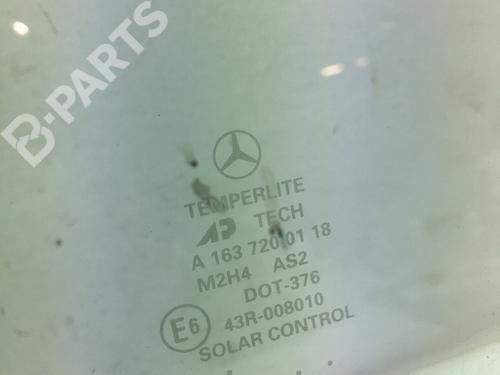 B-PARTS
TEMPERLITE
AP TECH
A 163 720 01 18
M2H4 AS2
DOT-376
E6 43R-008010
SOLAR CONTROL